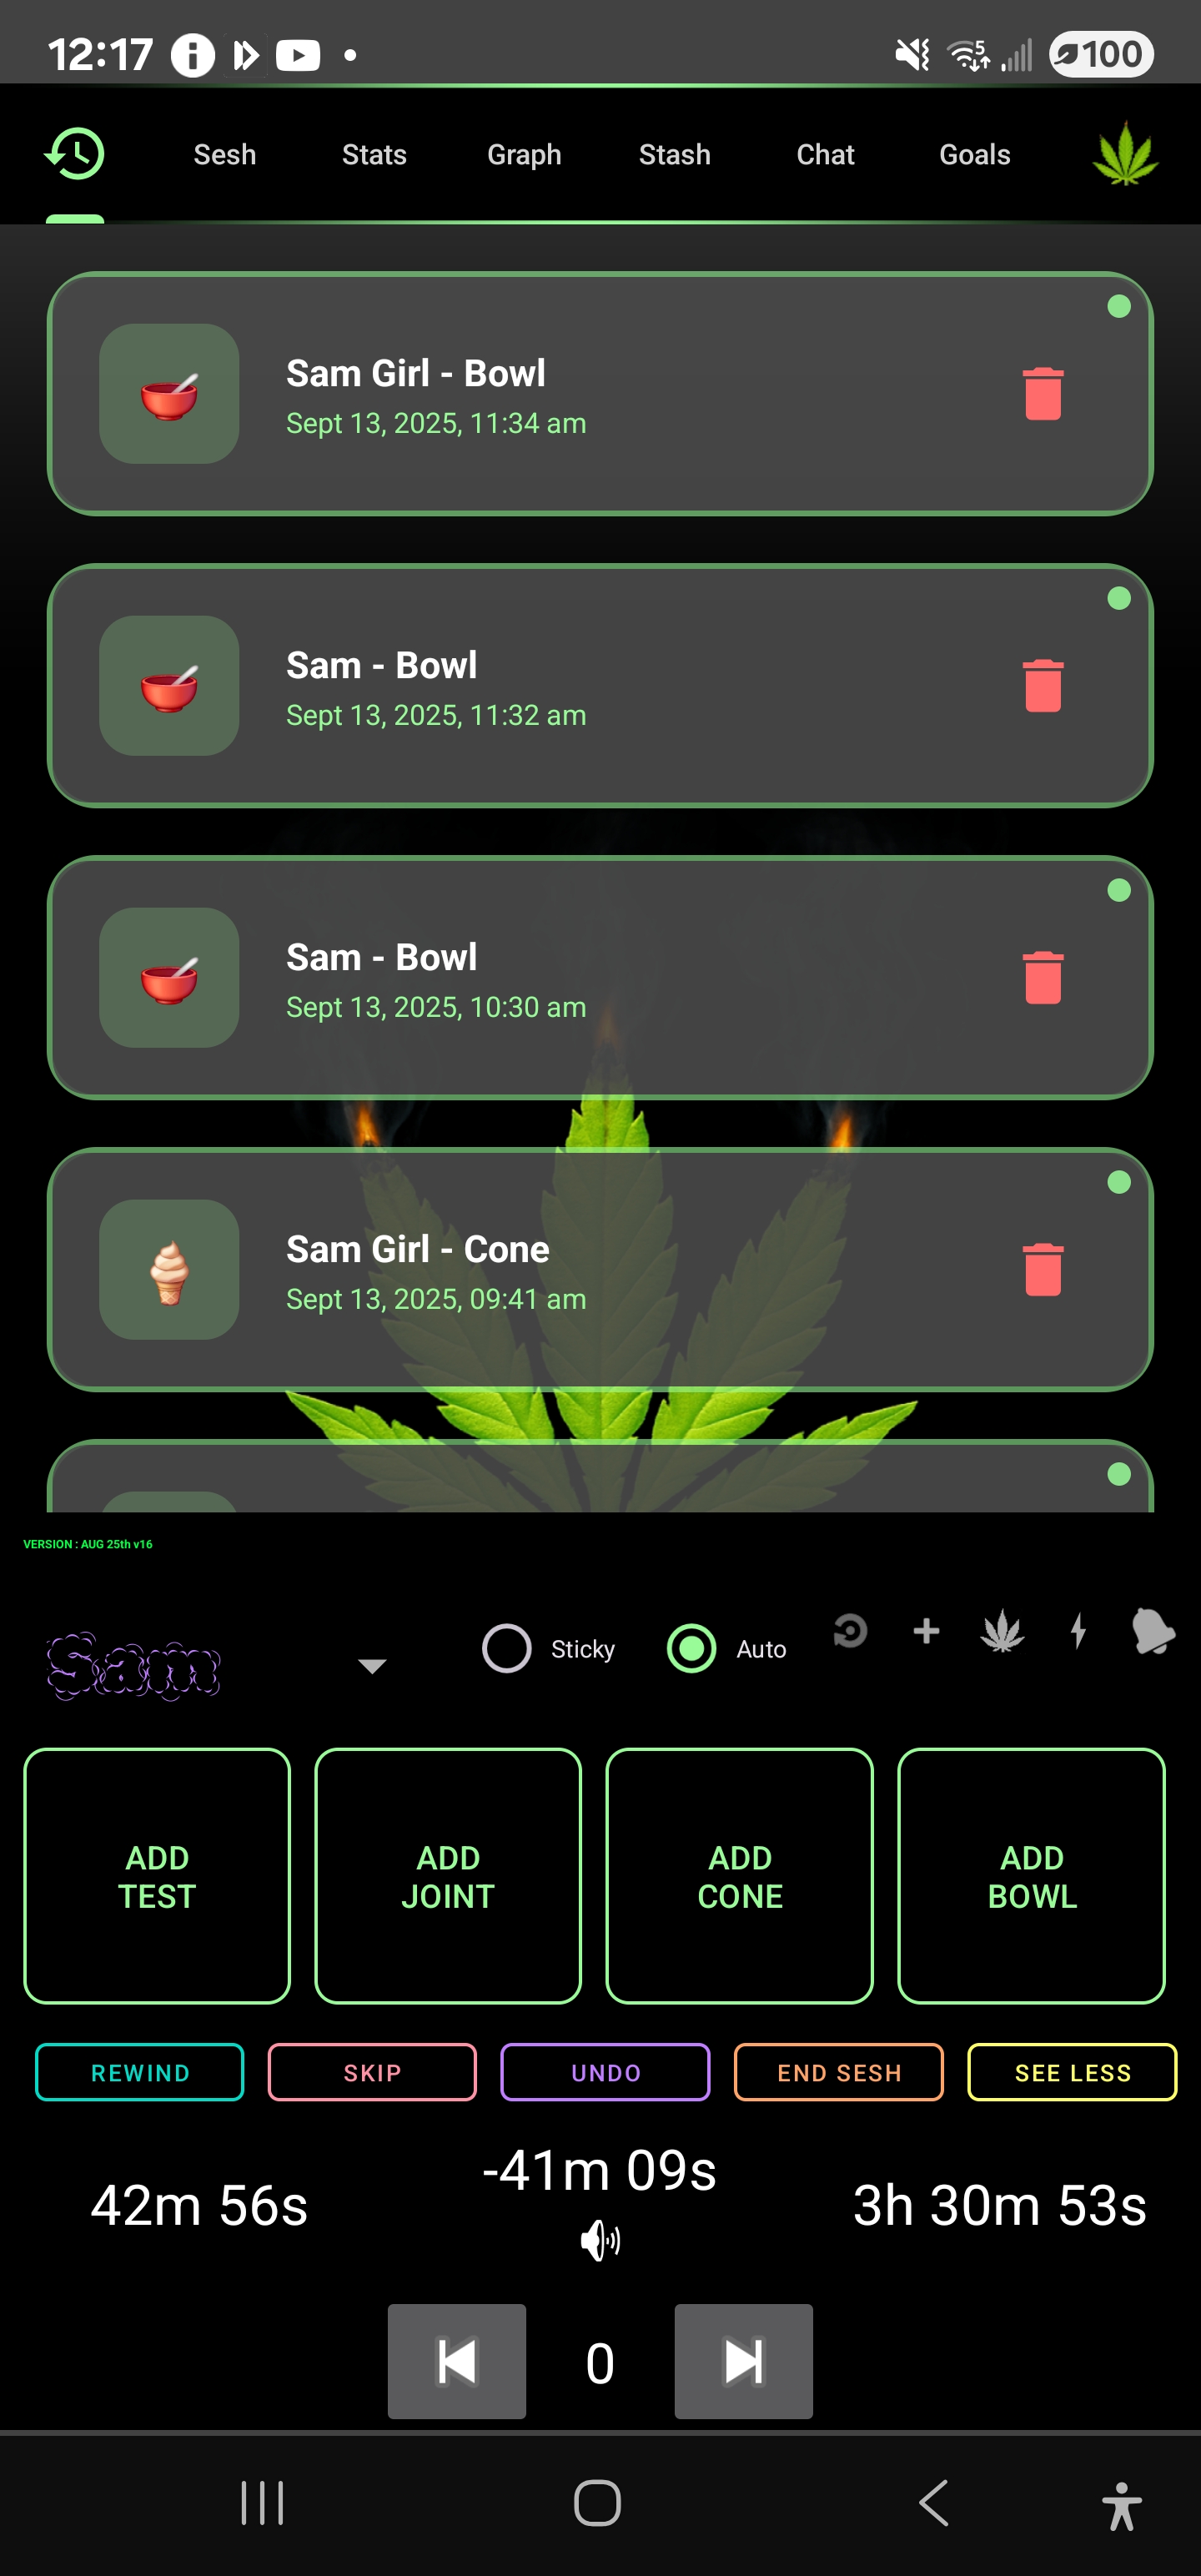 12:17
5
100
Sesh
Stats
Graph
Stash
Chat
Goals
Sam Girl - Bowl
Sept 13, 2025, 11:34 am
Sam - Bowl
Sept 13, 2025, 11:32 am
Sam - Bowl
Sept 13, 2025, 10:30 am
Sam Girl - Cone
Sept 13, 2025, 09:41 am
VERSION : AUG 25th v16
Sam
Sticky
Auto
ADD
TEST
ADD
JOINT
ADD
CONE
ADD
BOWL
REWIND
SKIP
UNDO
END SESH
SEE LESS
42m 56s
-41m 09s
3h 30m 53s
0